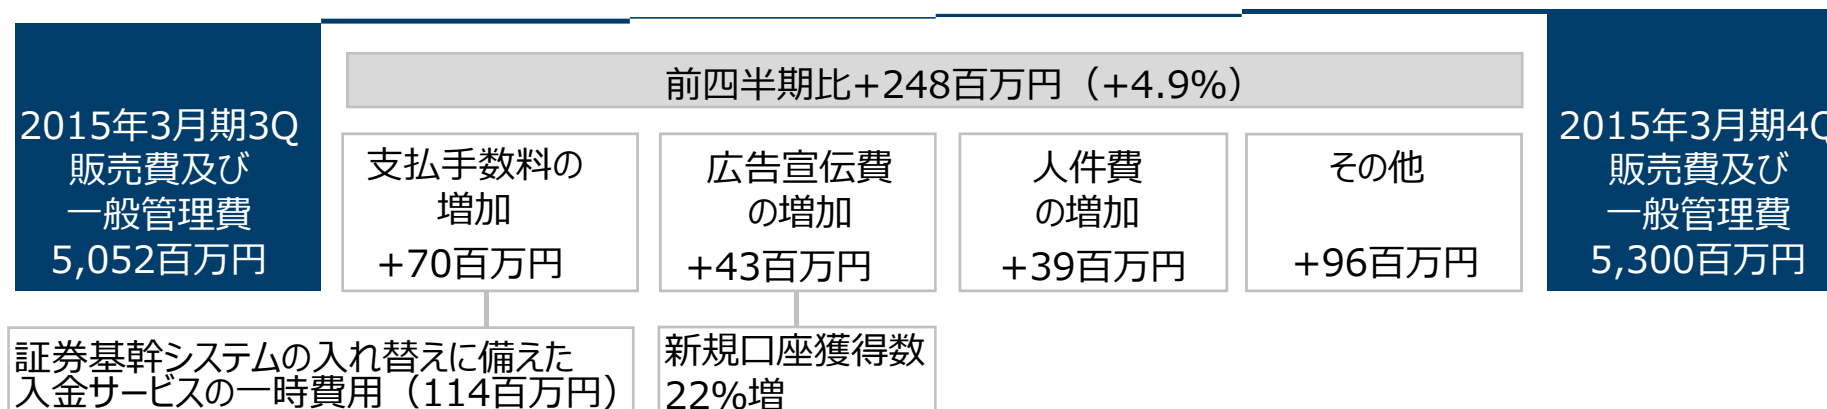 前四半期比+248百万円（+4.9%）
2015年3月期3Q
販売費及び
一般管理費
5,052百万円
支払手数料の
増加
+70百万円
広告宣伝費
の増加
+43百万円
人件費
の増加
+39百万円
その他
+96百万円
2015年3月期4Q
販売費及び
一般管理費
5,300百万円
証券基幹システムの入れ替えに備えた
入金サービスの一時費用（114百万円）
新規口座獲得数
22%増